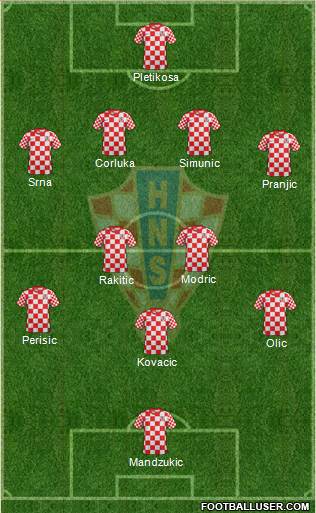 Pletikosa
Corluka
Simunic
Srna
Pranjic
HNS
Rakitic
Modric
Perisic
Olic
Kovacic
Mandzukic
FOOTBALLUSER.COM